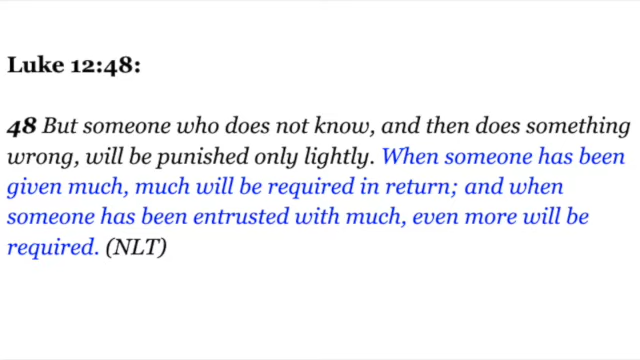 Luke 12:48:
48 But someone who does not know, and then does something
wrong, will be punished only lightly. When someone has been
given much, much will be required in return; and when
someone has been entrusted with much, even more will be
required. (NLT)